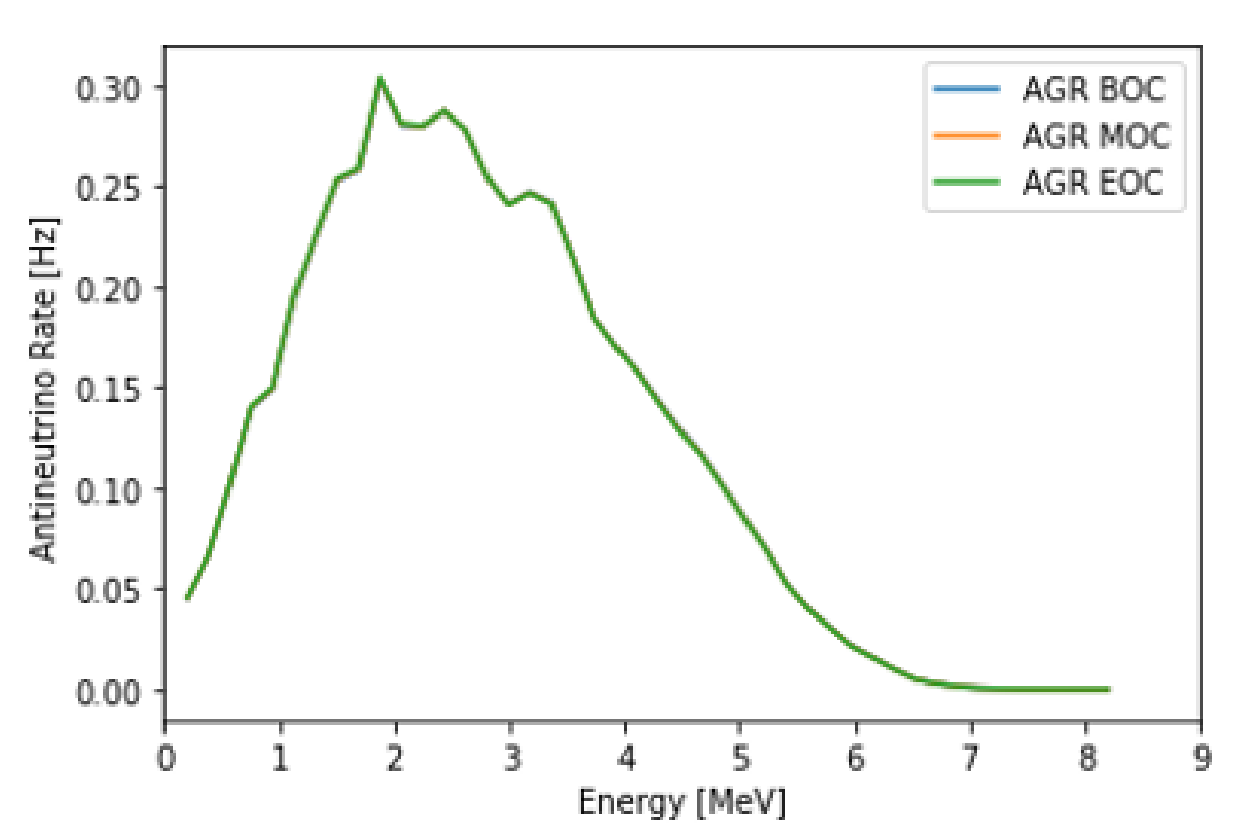 AGR BOC
AGR MOC
AGR EOC
Antineutrino Rate [Hz]
0.30
0.25
0.20
0.15
0.10
0.05
0.00
0 1 2 3 4 5 6 7 8 9
Energy [MeV]